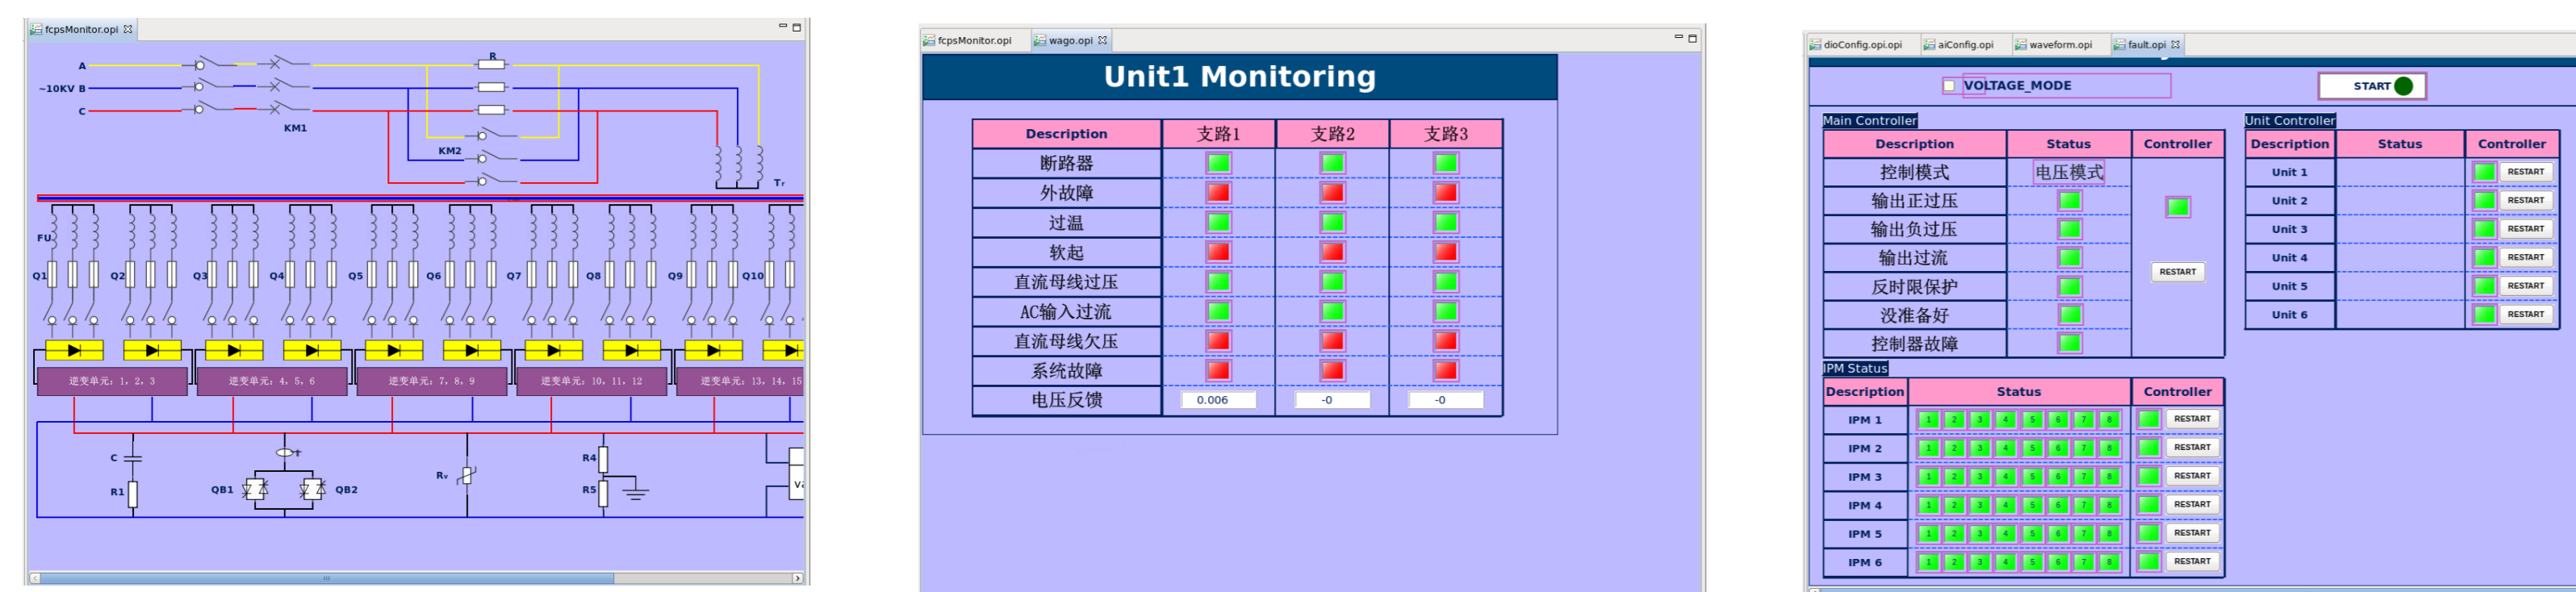 fcpsMonitor.opi
A
R
~10KV B
C
KM1
KM2
Tr
FU
Q1 Q2 Q3 Q4 Q5 Q6 Q7 Q8 Q9 Q10
逆变单元: 1, 2, 3 逆变单元: 4, 5, 6 逆变单元: 7, 8, 9 逆变单元: 10, 11, 12 逆变单元: 13, 14, 15
C
R1
QB1 QB2
Rv
R4
R5
fcpsMonitor.opi wago.opi
Unit1 Monitoring
Description 支路1 支路2 支路3
断路器
外故障
过温
软起
直流母线过压
AC输入过流
直流母线欠压
系统故障
电压反馈 0.006 -0 -0
dioConfig.opi.opi aiConfig.opi waveform.opi fault.opi
VOLTAGE_MODE START
Main Controller
Description Status Controller
控制模式 电压模式
输出正过压
输出负过压
输出过流
反时限保护
没准备好
控制器故障
RESTART
Unit Controller
Description Status Controller
Unit 1 RESTART
Unit 2 RESTART
Unit 3 RESTART
Unit 4 RESTART
Unit 5 RESTART
Unit 6 RESTART
IPM Status
Description Status Controller
IPM 1 1 2 3 4 5 6 7 8 RESTART
IPM 2 1 2 3 4 5 6 7 8 RESTART
IPM 3 1 2 3 4 5 6 7 8 RESTART
IPM 4 1 2 3 4 5 6 7 8 RESTART
IPM 5 1 2 3 4 5 6 7 8 RESTART
IPM 6 1 2 3 4 5 6 7 8 RESTART